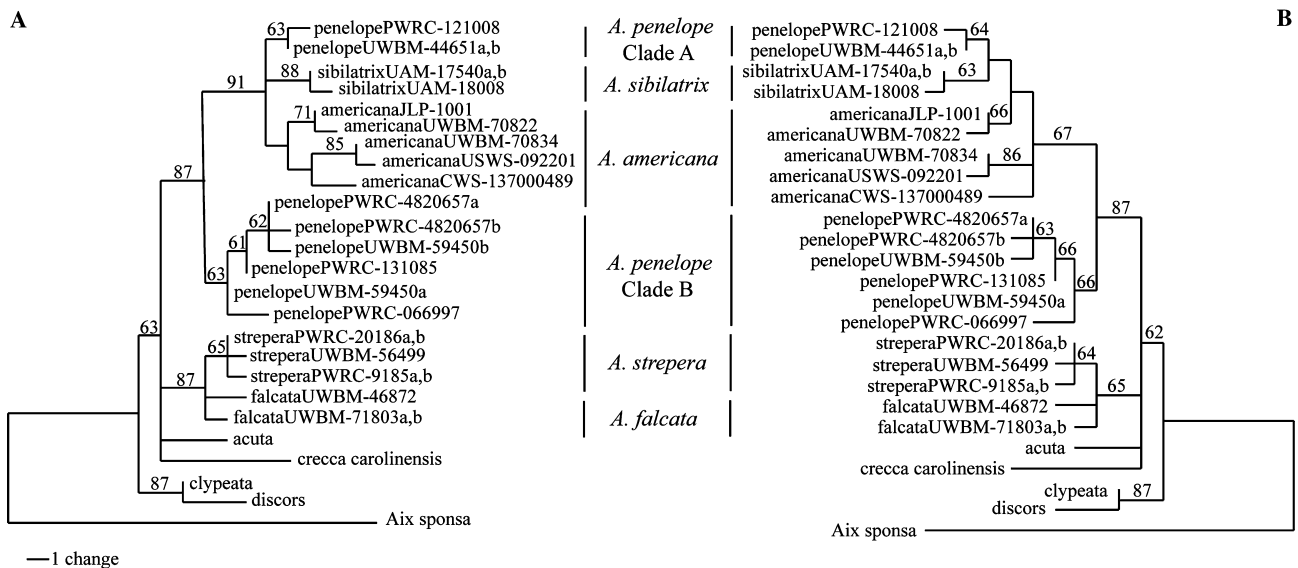 A
63
penelopePWRC-121008
penelopeUWBM-44651a,b
88
sibilatrixUAM-17540a,b
sibilatrixUAM-18008
91
71
americanaJLP-1001
americanaUWBM-70822
americanaUWBM-70834
85
americanaUSWS-092201
americanaCWS-137000489
87
penelopePWRC-4820657a
62
penelopePWRC-4820657b
61
penelopeUWBM-59450b
penelopePWRC-131085
63
penelopeUWBM-59450a
penelopePWRC-066997
63
streperaPWRC-20186a,b
65
streperaUWBM-56499
streperaPWRC-9185a,b
87
falcataUWBM-46872
falcataUWBM-71803a,b
acuta
crecca carolinensis
87
clypeata
discors
Aix sponsa
1 change
A. penelope
Clade A
A. sibilatrix
A. americana
A. penelope
Clade B
A. strepera
A. falcata
B
penelopePWRC-121008
64
penelopeUWBM-44651a,b
sibilatrixUAM-17540a,b
63
sibilatrixUAM-18008
americanaJLP-1001
66
americanaUWBM-70822
67
americanaUWBM-70834
86
americanaUSWS-092201
americanaCWS-137000489
87
penelopePWRC-4820657a
63
penelopePWRC-4820657b
66
penelopeUWBM-59450b
penelopePWRC-131085
66
penelopeUWBM-59450a
penelopePWRC-066997
62
streperaPWRC-20186a,b
64
streperaUWBM-56499
streperaPWRC-9185a,b
65
falcataUWBM-46872
falcataUWBM-71803a,b
acuta
crecca carolinensis
clypeata
87
discors
Aix sponsa